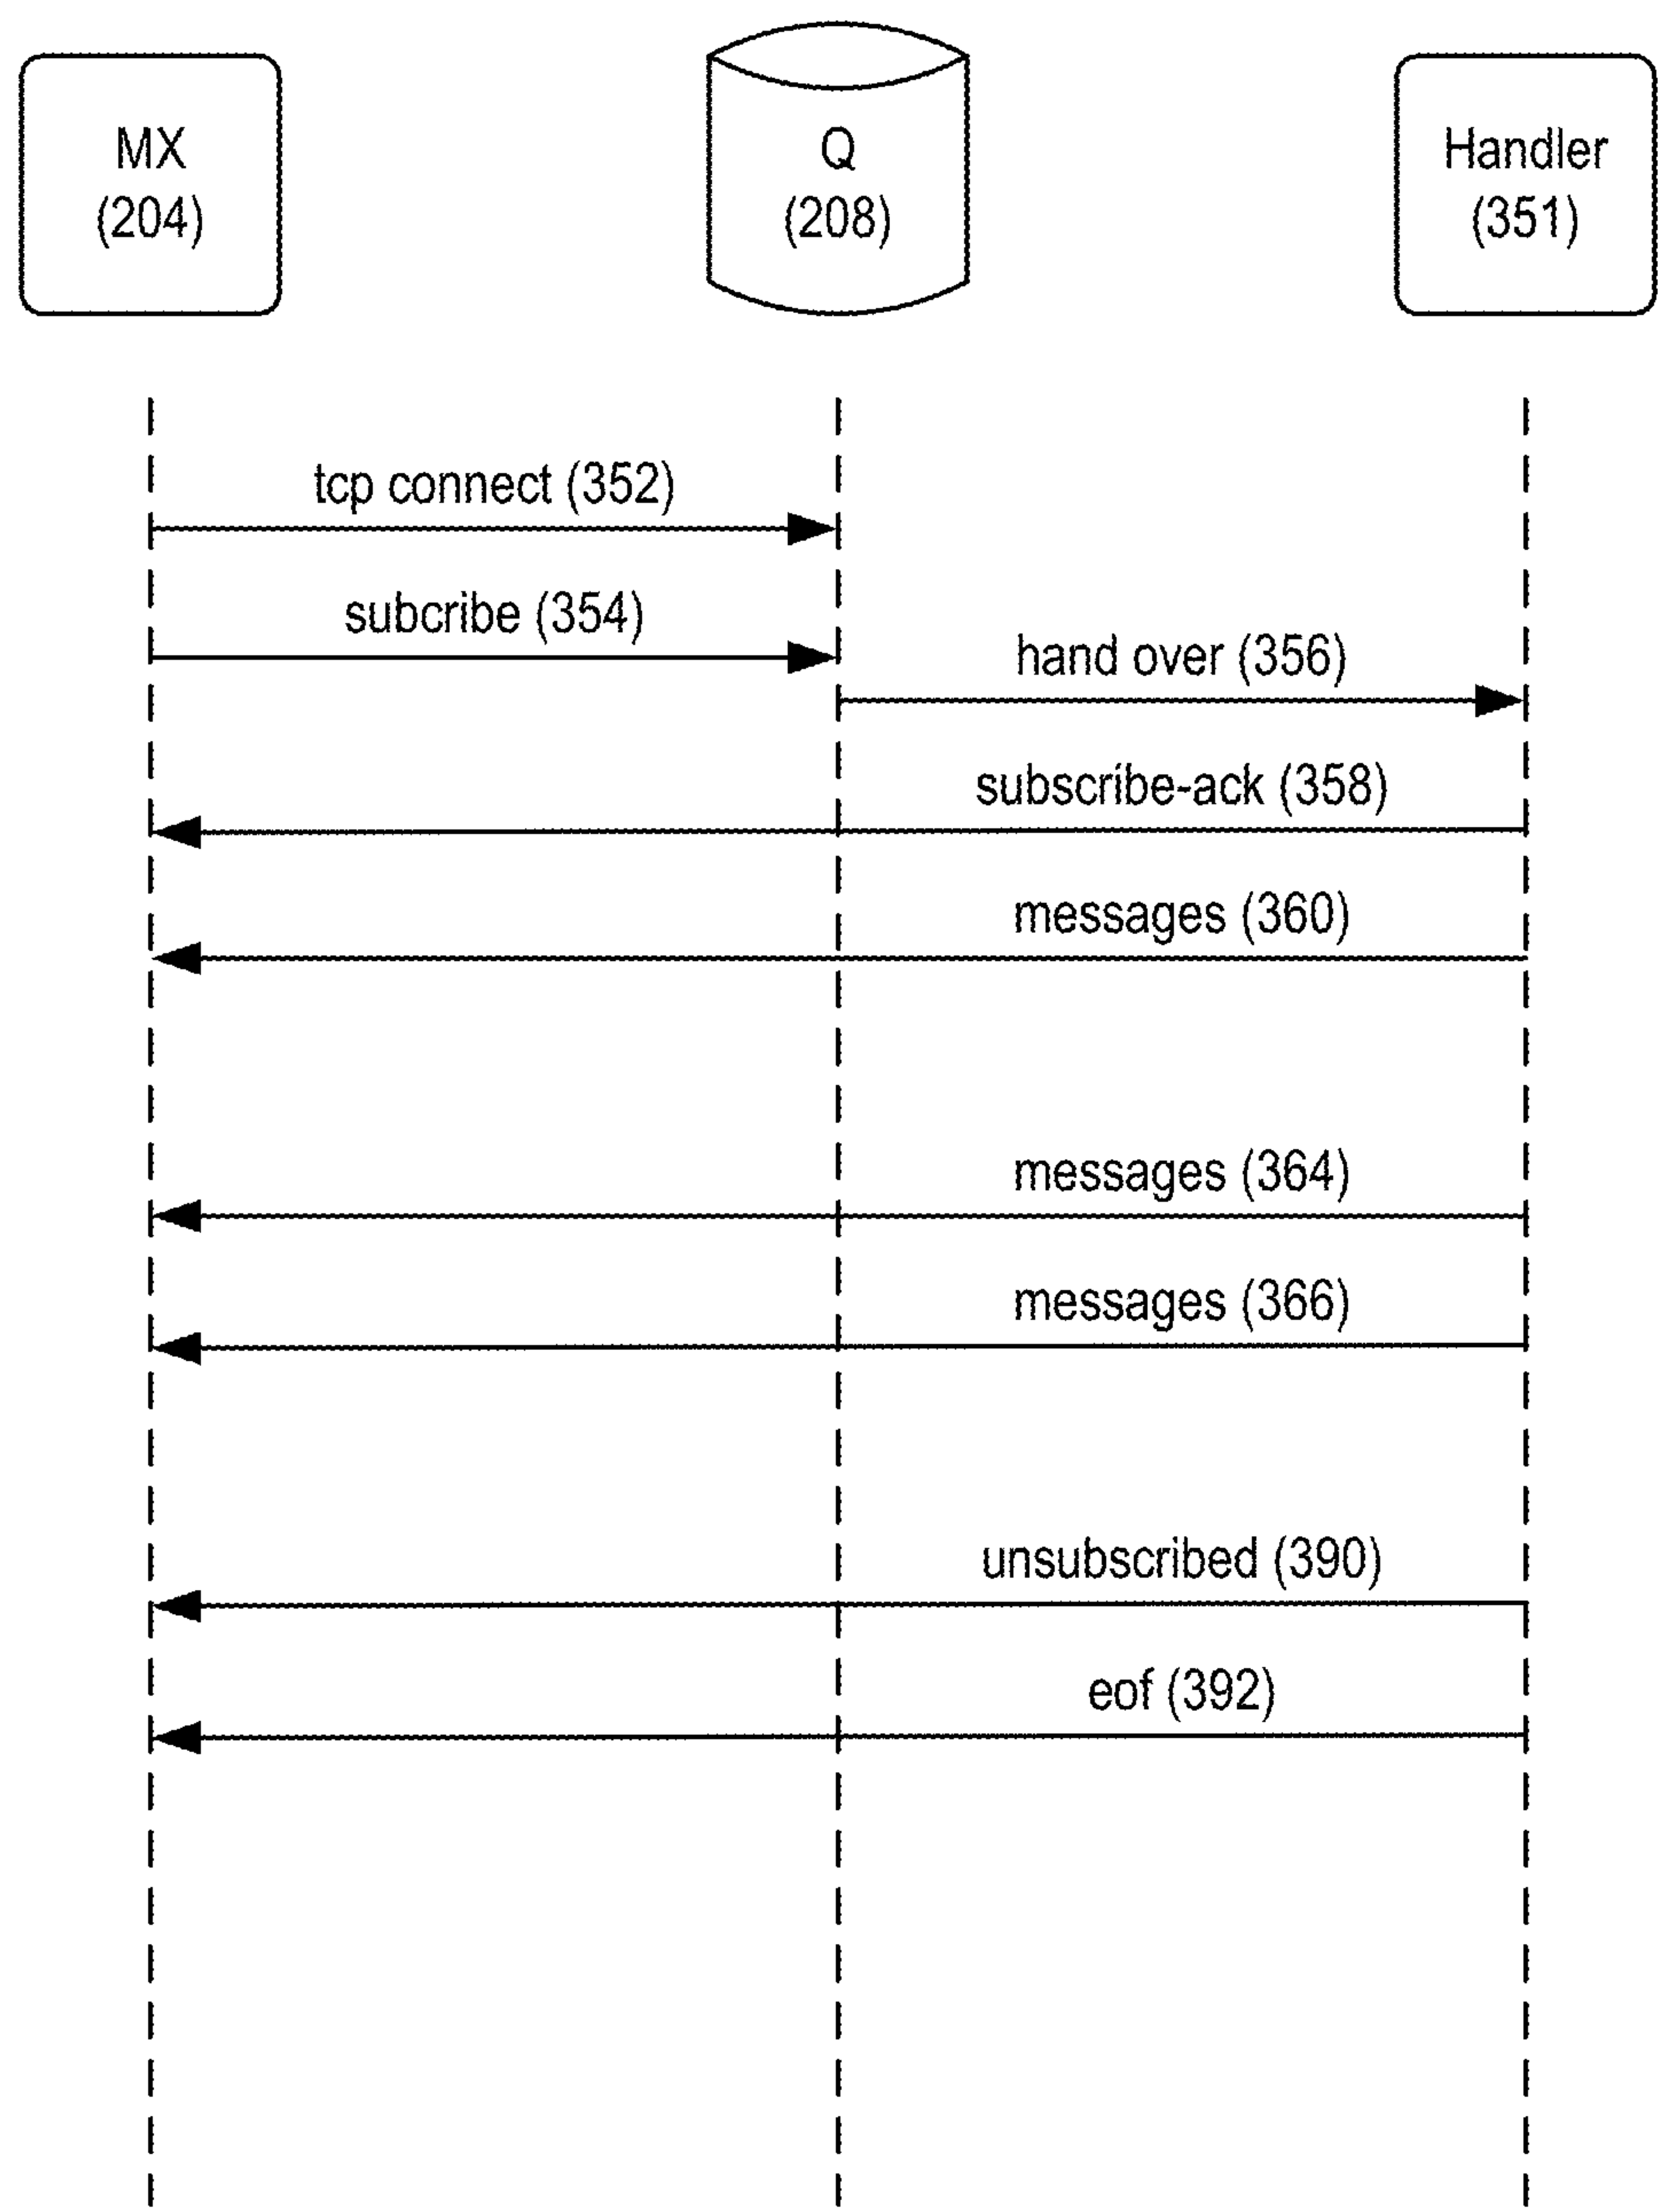 MX
(204)
Q
(208)
Handler
(351)
tcp connect (352)
subcribe (354)
hand over (356)
subscribe-ack (358)
messages (360)
messages (364)
messages (366)
unsubscribed (390)
eof (392)